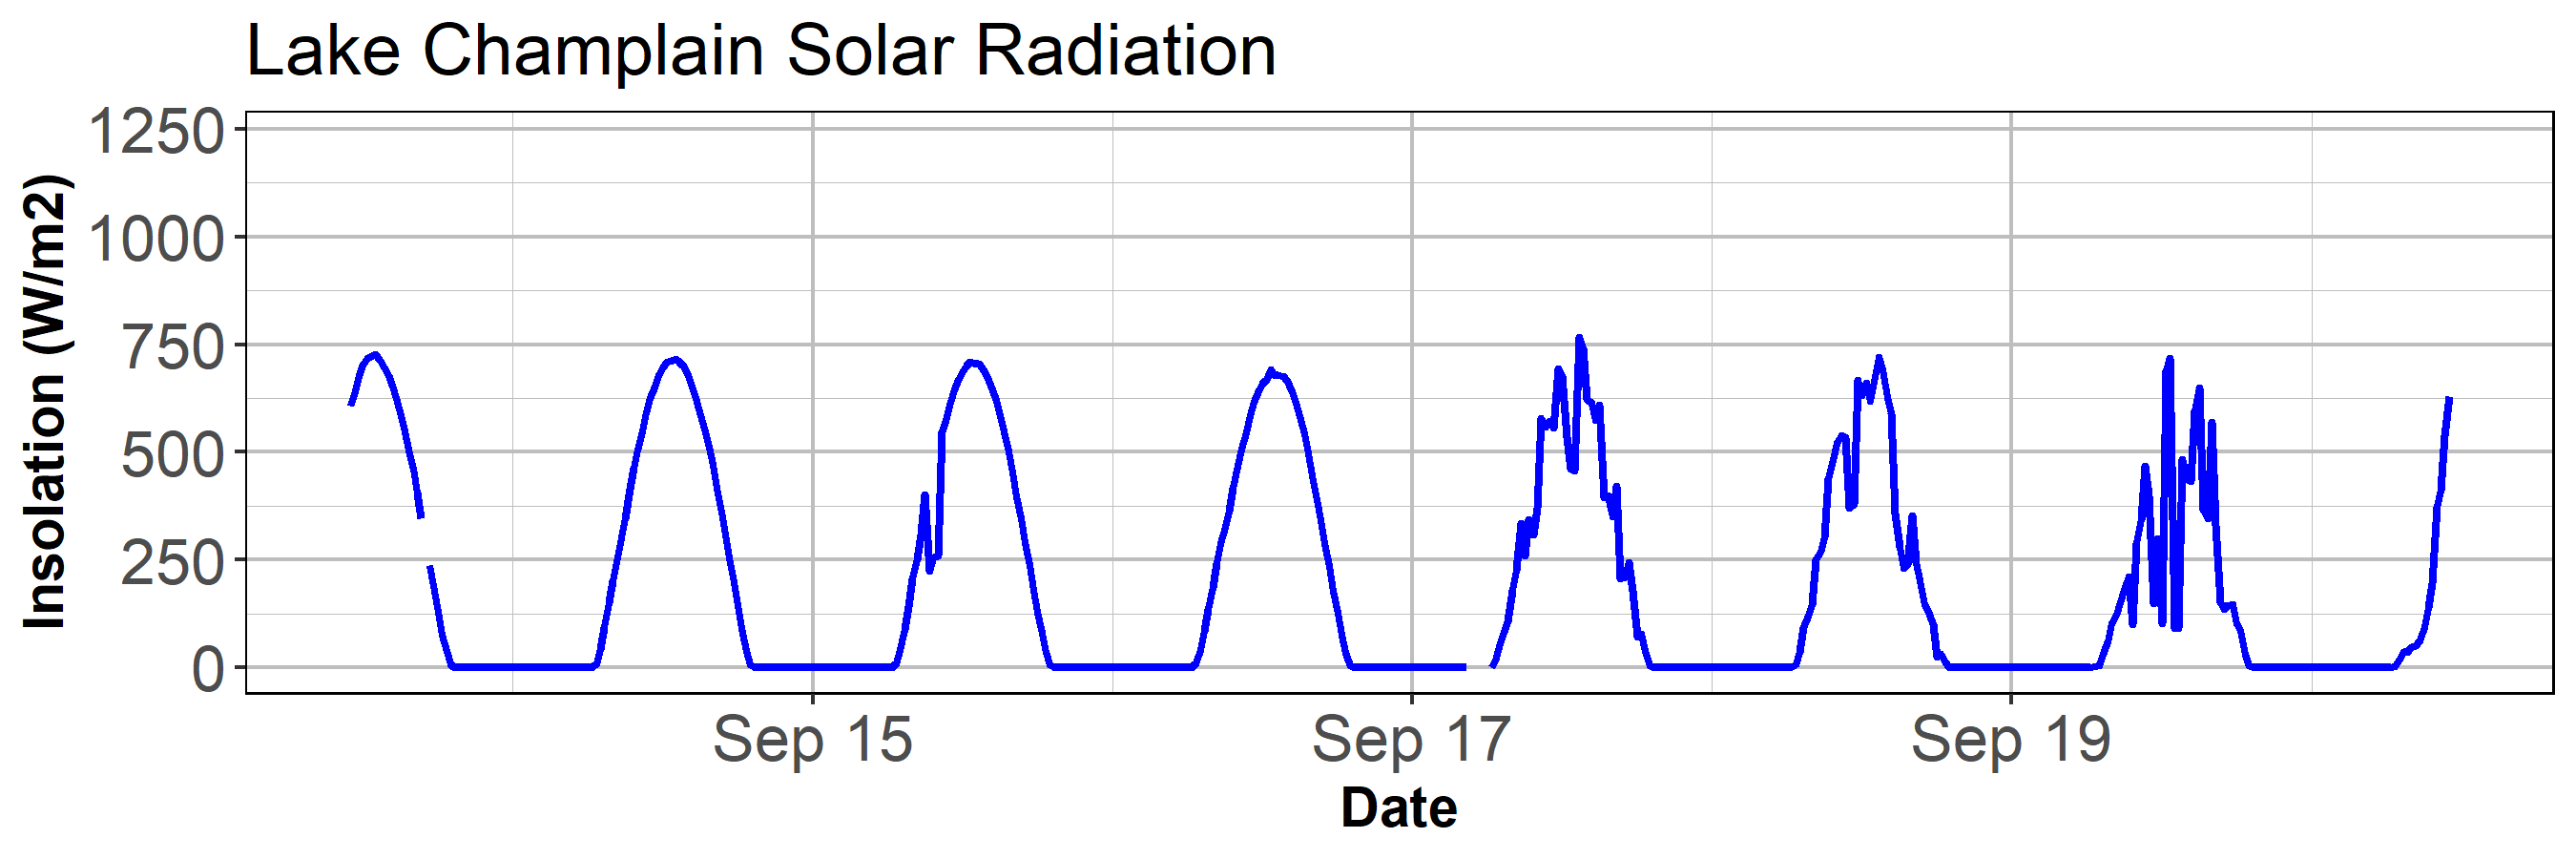 Lake Champlain Solar Radiation
1250
1000
750
500
250
0
Insolation (W/m2)
Sep 15
Sep 17
Sep 19
Date